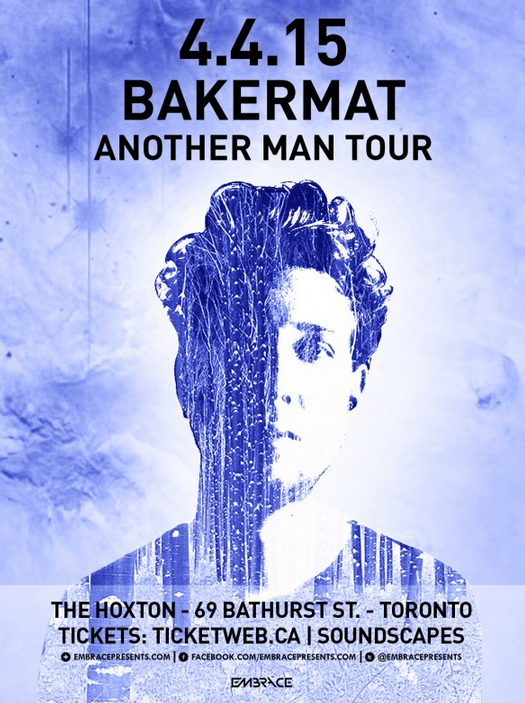 4.4.15
BAKERMAT
ANOTHER MAN TOUR
THE HOXTON - 69 BATHURST ST. - TORONTO
TICKETS: TICKETWEB.CA | SOUNDSCAPES
EMBRACEPRESENTS.COM | FACEBOOK.COM/EMBRACEPRESENTS.COM | @EMBRACEPRESENTS
EMBRACE